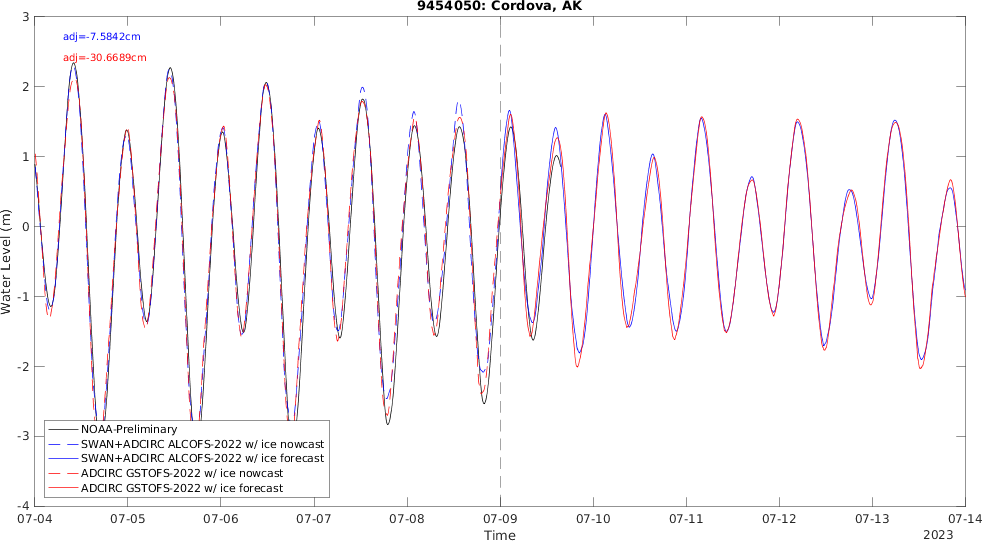 9454050: Cordova, AK
adj=-7.5842cm
adj=-30.6689cm
Water Level (m)
3
2
1
0
-1
-2
-3
-4
NOAA-Preliminary
SWAN+ADCIRC ALCOFS-2022 w/ ice nowcast
SWAN+ADCIRC ALCOFS-2022 w/ ice forecast
ADCIRC GSTOFS-2022 w/ ice nowcast
ADCIRC GSTOFS-2022 w/ ice forecast
07-04 07-05 07-06 07-07 07-08 07-09 07-10 07-11 07-12 07-13 07-14
Time
2023